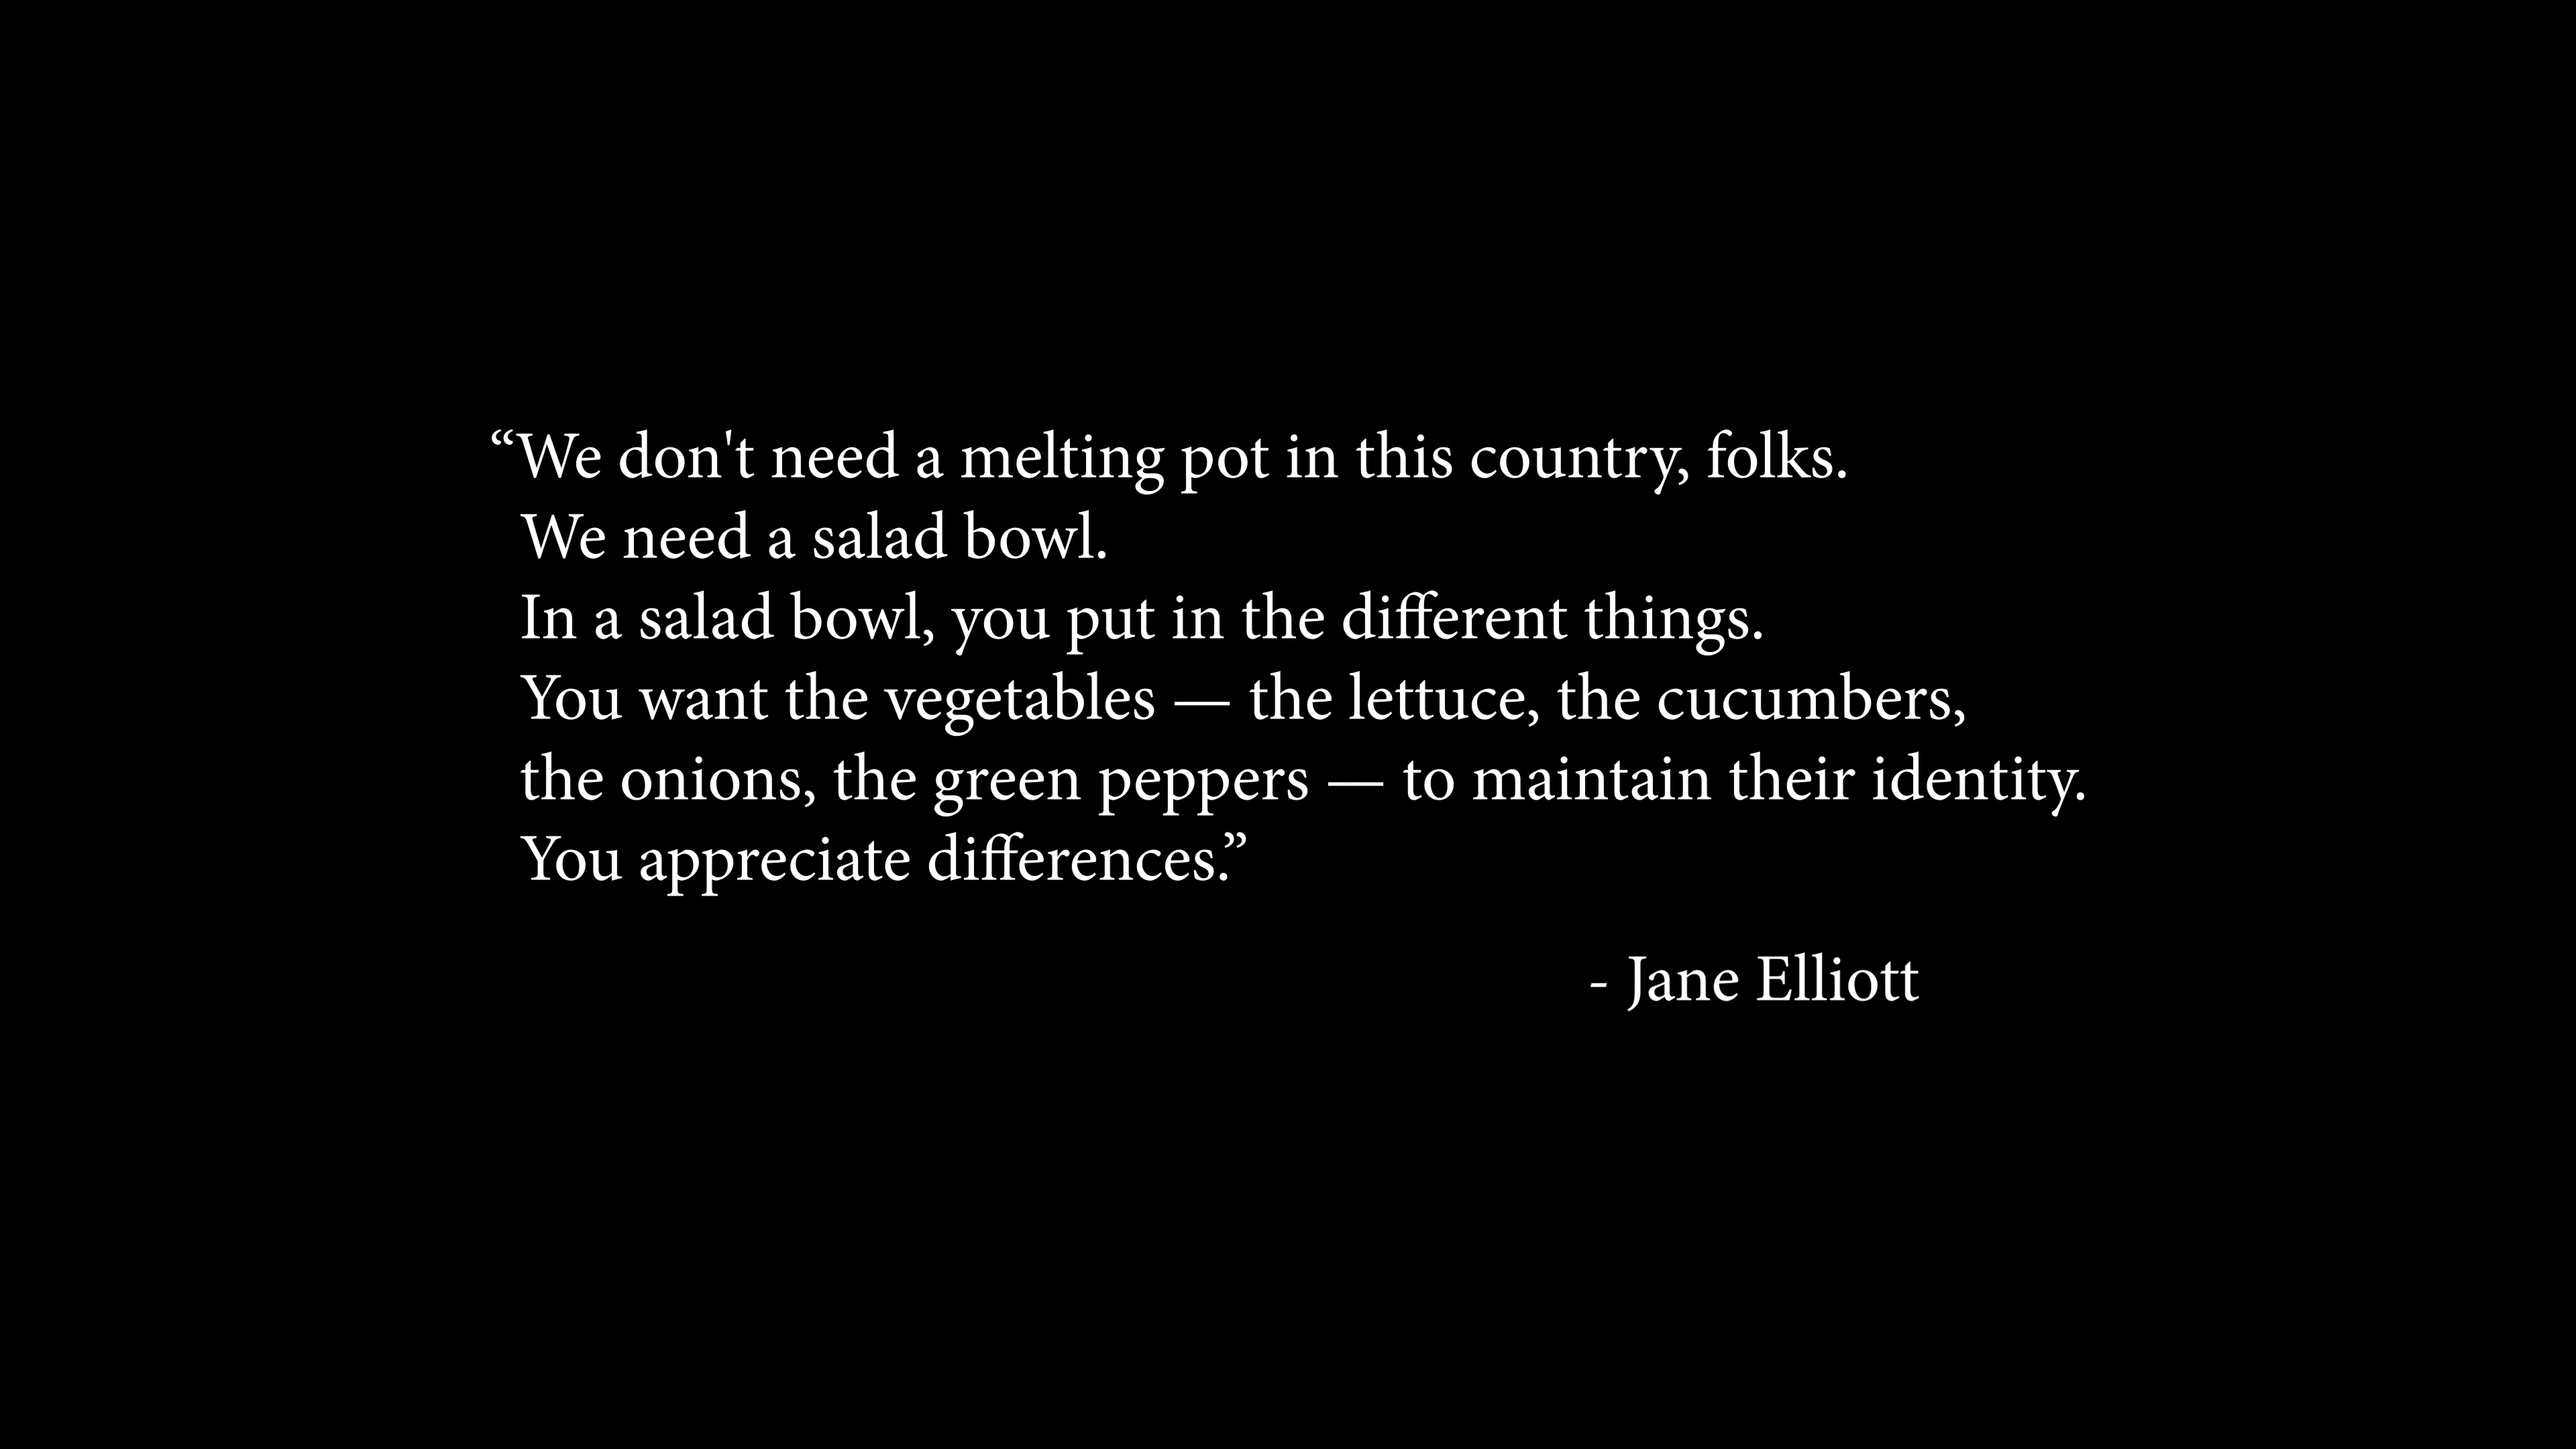 “We don't need a melting pot in this country, folks.
We need a salad bowl.
In a salad bowl, you put in the different things.
You want the vegetables — the lettuce, the cucumbers,
the onions, the green peppers — to maintain their identity.
You appreciate differences.”
- Jane Elliott